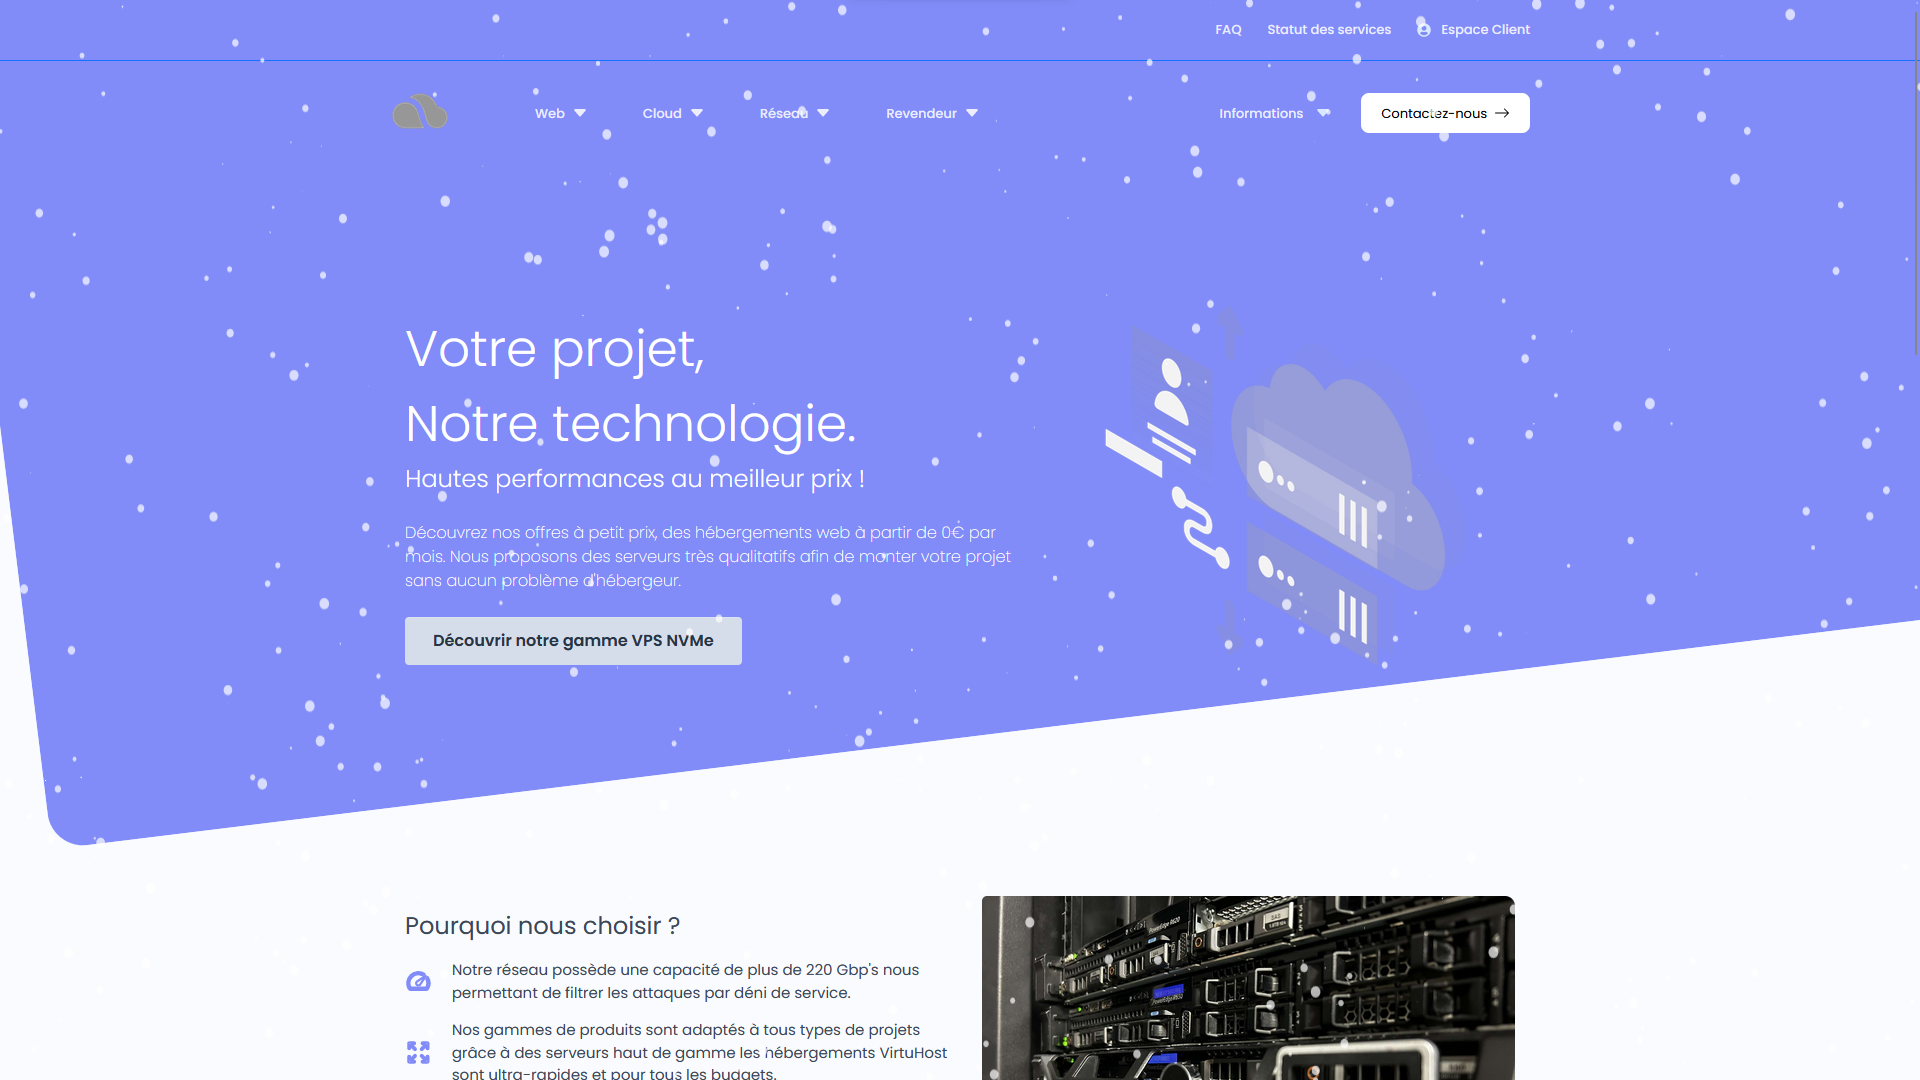 FAQ Statut des services Espace Client
Web Cloud Réseau Revendeur Informations Contactez-nous
Votre projet,
Notre technologie.
Hautes performances au meilleur prix !
Découvrez nos offres à petit prix, des hébergements web à partir de 0€ par
mois. Nous proposons des serveurs très qualitatifs afin de monter votre projet
sans aucun problème d'hébergeur.
Découvrir notre gamme VPS NVMe
Pourquoi nous choisir ?
Notre réseau possède une capacité de plus de 220 Gbp's nous
permettant de filtrer les attaques par déni de service.
Nos gammes de produits sont adaptés à tous types de projets
grâce à des serveurs haut de gamme les hébergements VirtuHost
sont ultra-rapides et pour tous les budgets.
PowerEdge R620